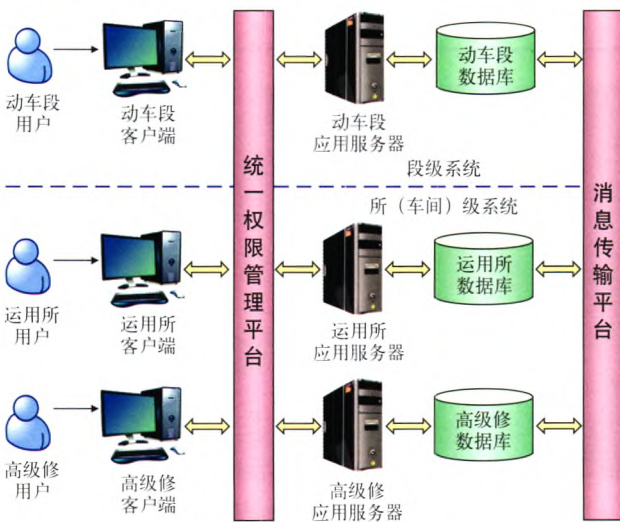 动车段
用户
动车段
客户端
统一权限管理平台
动车段
应用服务器
动车段
数据库
消息传输平台
段级系统
所（车间）级系统
运用所
用户
运用所
客户端
运用所
应用服务器
运用所
数据库
高级修
用户
高级修
客户端
高级修
应用服务器
高级修
数据库